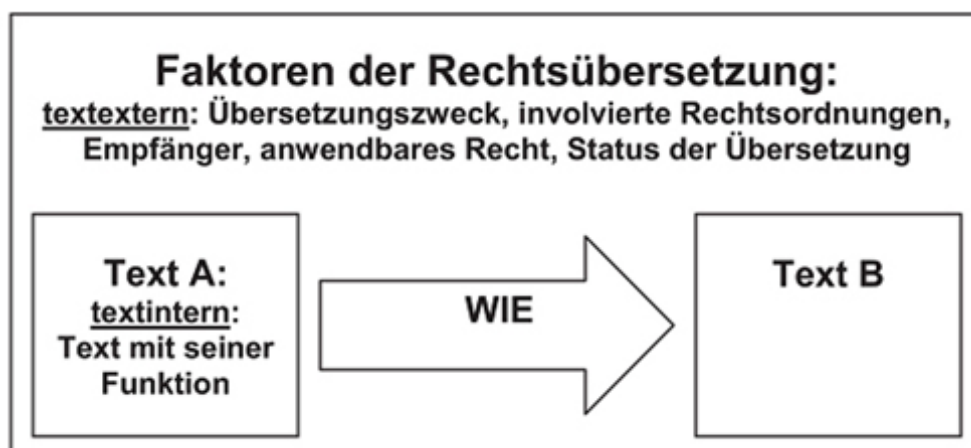 Faktoren der Rechtsübersetzung:
textextern: Übersetzungszweck, involvierte Rechtsordnungen,
Empfänger, anwendbares Recht, Status der Übersetzung
Text A:
textintern:
Text mit seiner
Funktion
WIE
Text B